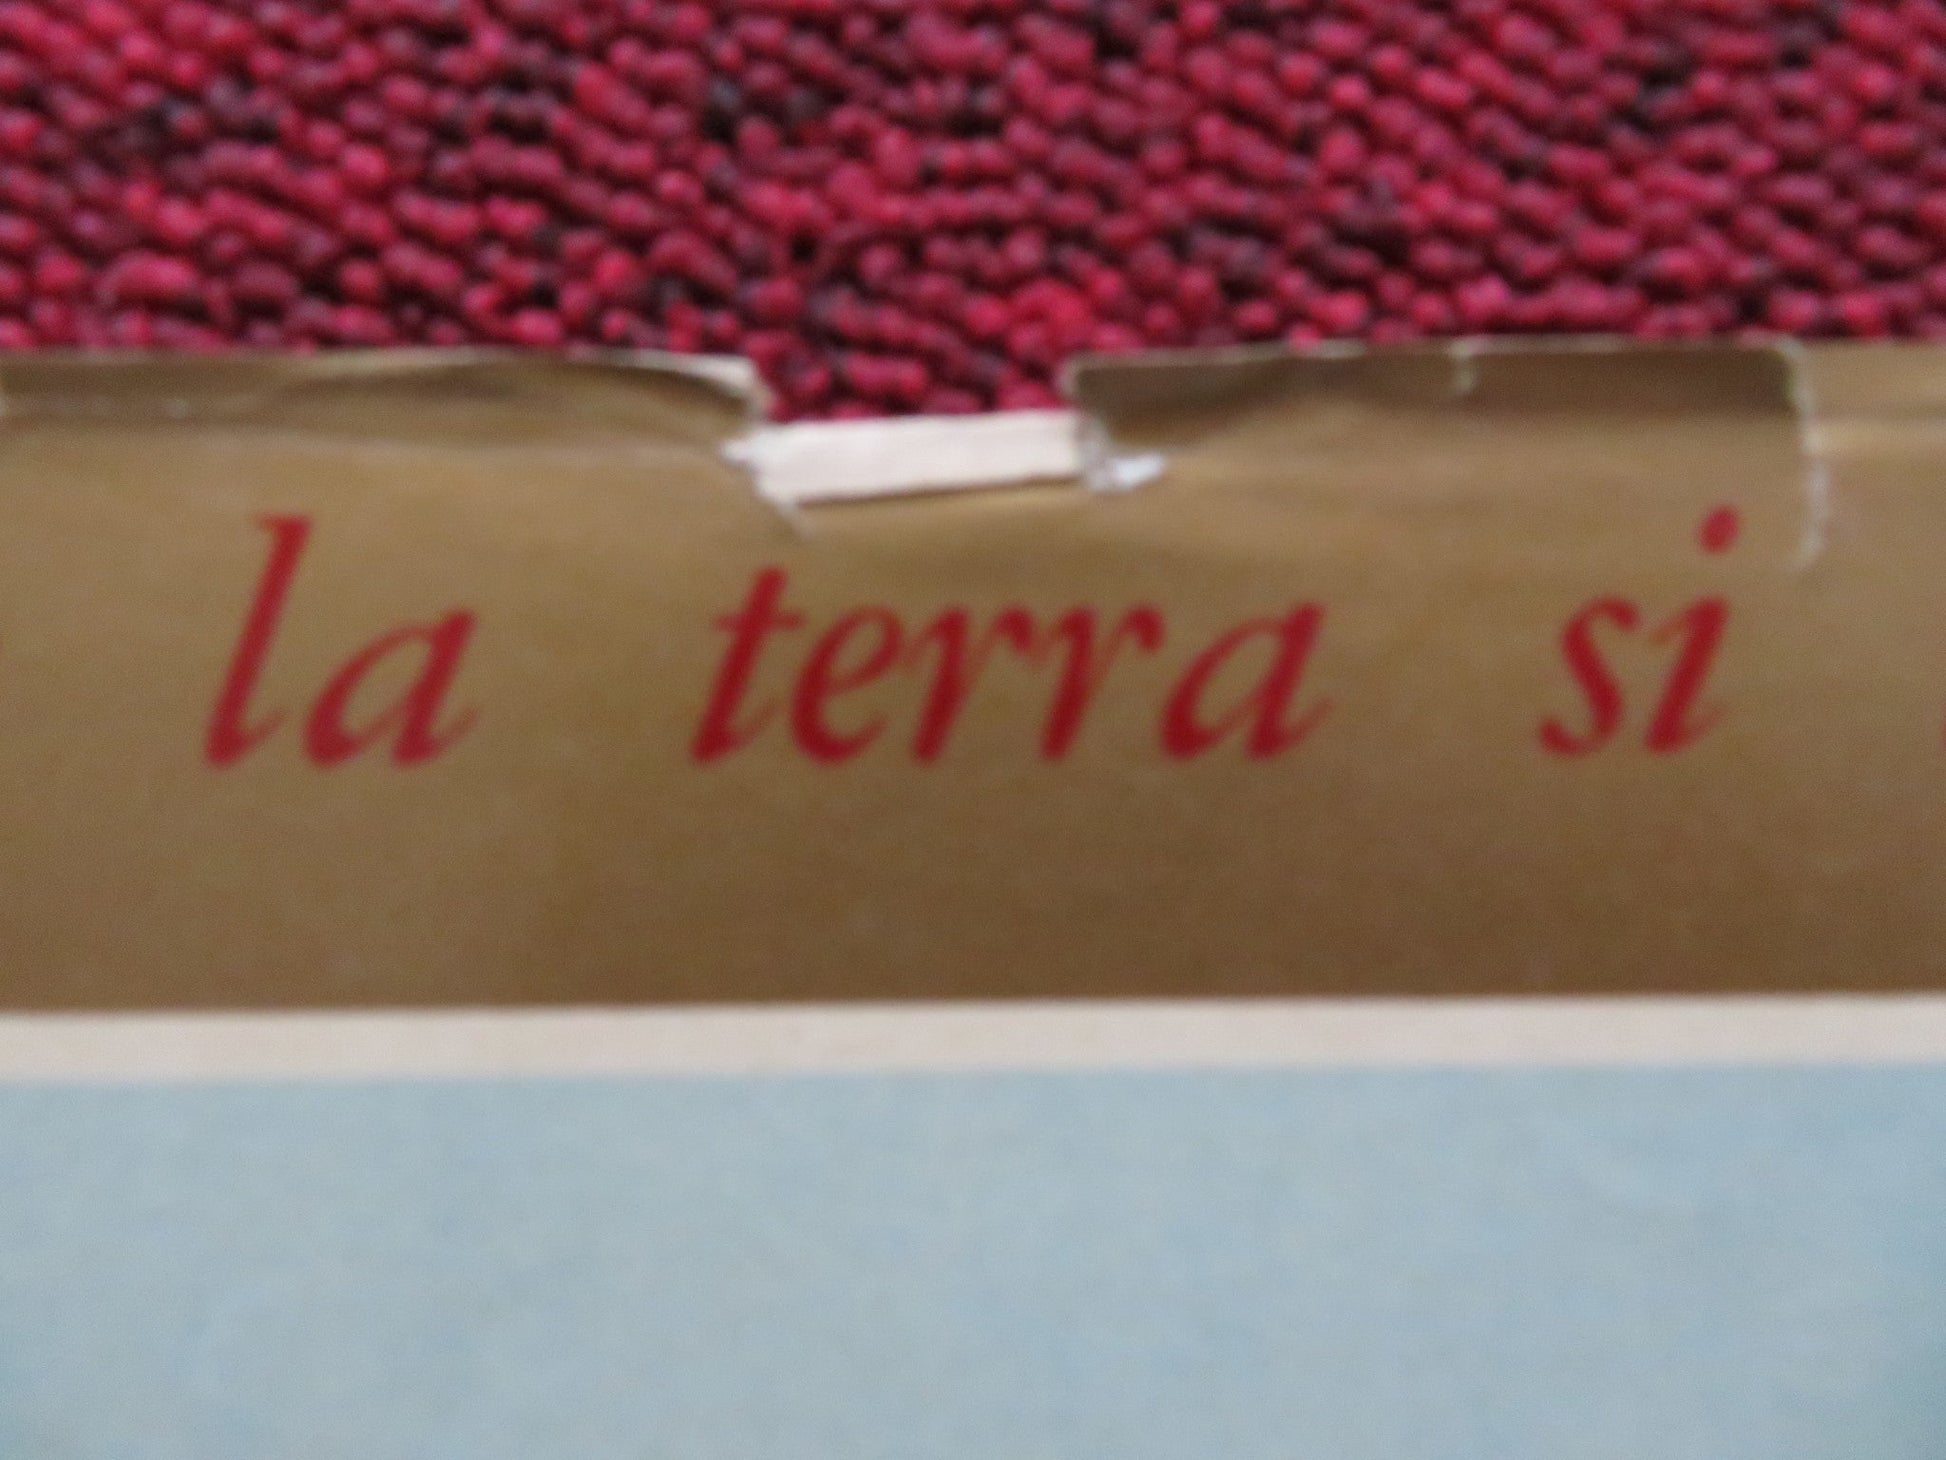 la terra si